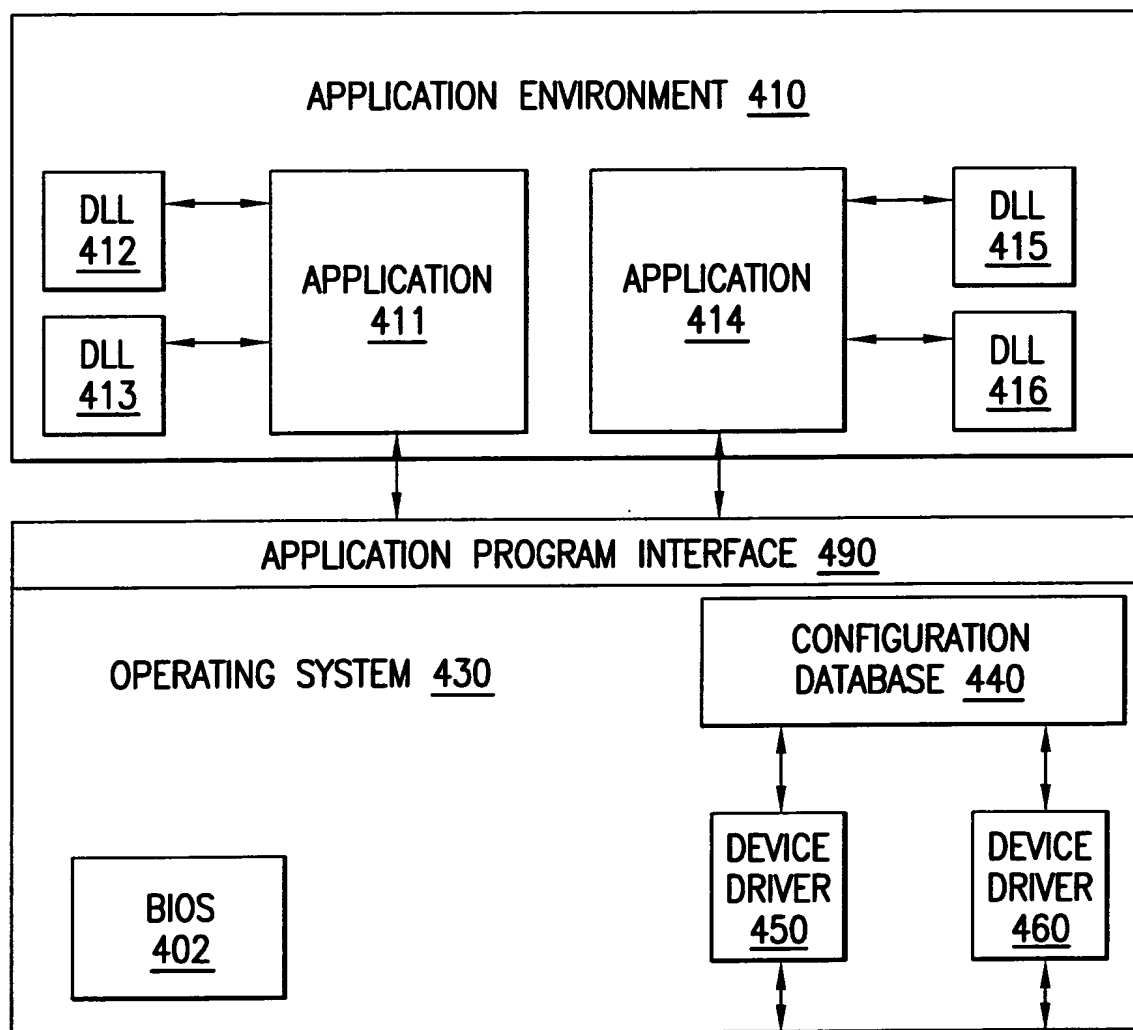 APPLICATION ENVIRONMENT 410
DLL
412
DLL
413
APPLICATION
411
APPLICATION
414
DLL
415
DLL
416
APPLICATION PROGRAM INTERFACE 490
OPERATING SYSTEM 430
CONFIGURATION
DATABASE 440
BIOS
402
DEVICE
DRIVER
450
DEVICE
DRIVER
460